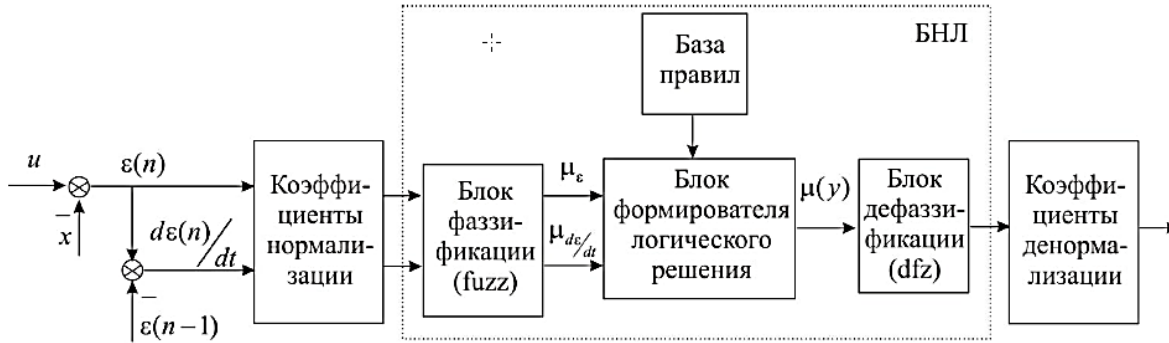 БНЛ
База
правил
u
ε(n)
–
x
dε(n)/dt
–
ε(n–1)
Коэффи-
циенты
нормали-
зации
Блок
фаззи-
фикации
(fuzz)
μ_ε
μ_dε/dt
Блок
формирователя
логического
решения
μ(y)
Блок
дефаззи-
фикации
(dfz)
Коэффи-
циенты
денорма-
лизации